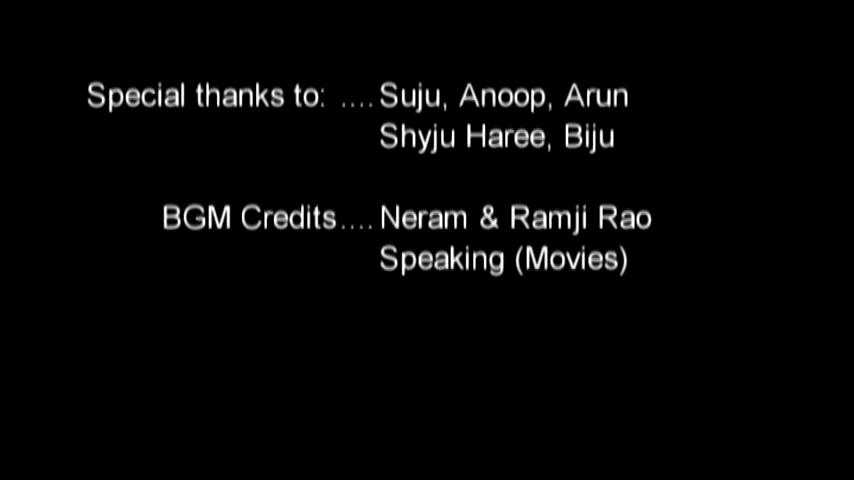 Special thanks to: .... Suju, Anoop, Arun
Shyju Haree, Biju
BGM Credits.... Neram & Ramji Rao
Speaking (Movies)